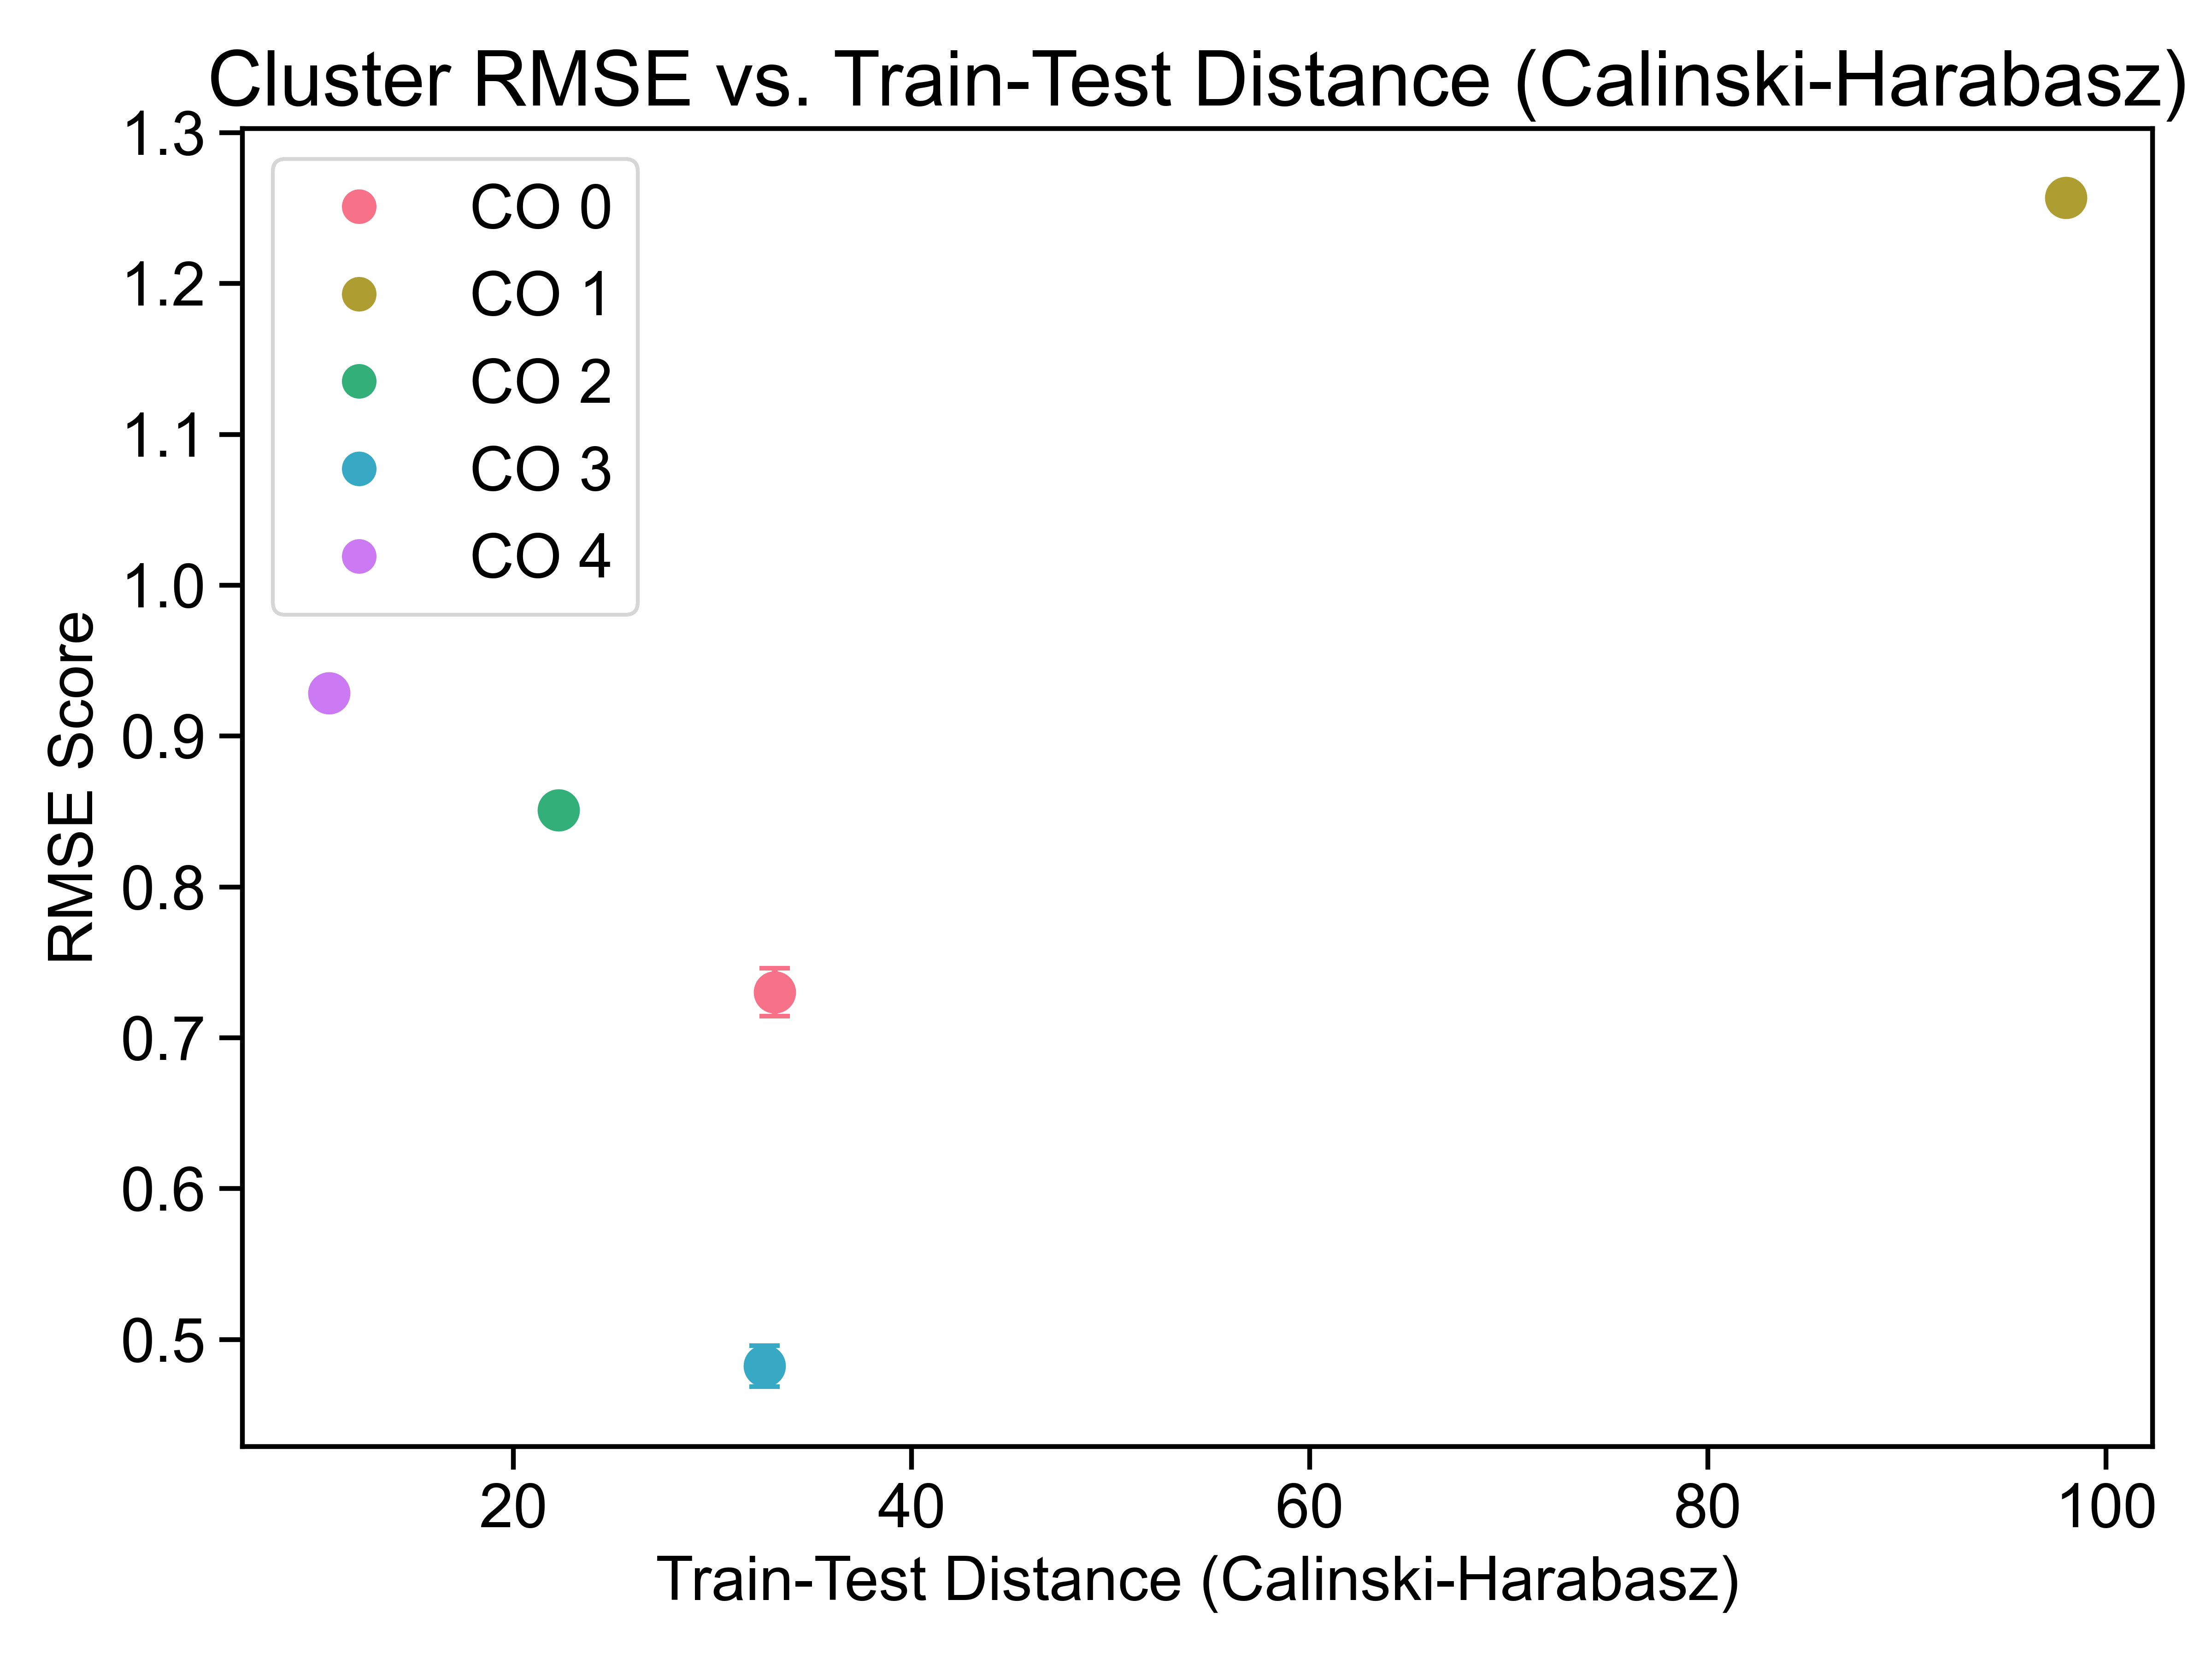 Cluster RMSE vs. Train-Test Distance (Calinski-Harabasz)
1.3
1.2
1.1
1.0
0.9
0.8
0.7
0.6
0.5
RMSE Score
CO 0
CO 1
CO 2
CO 3
CO 4
20 40 60 80 100
Train-Test Distance (Calinski-Harabasz)